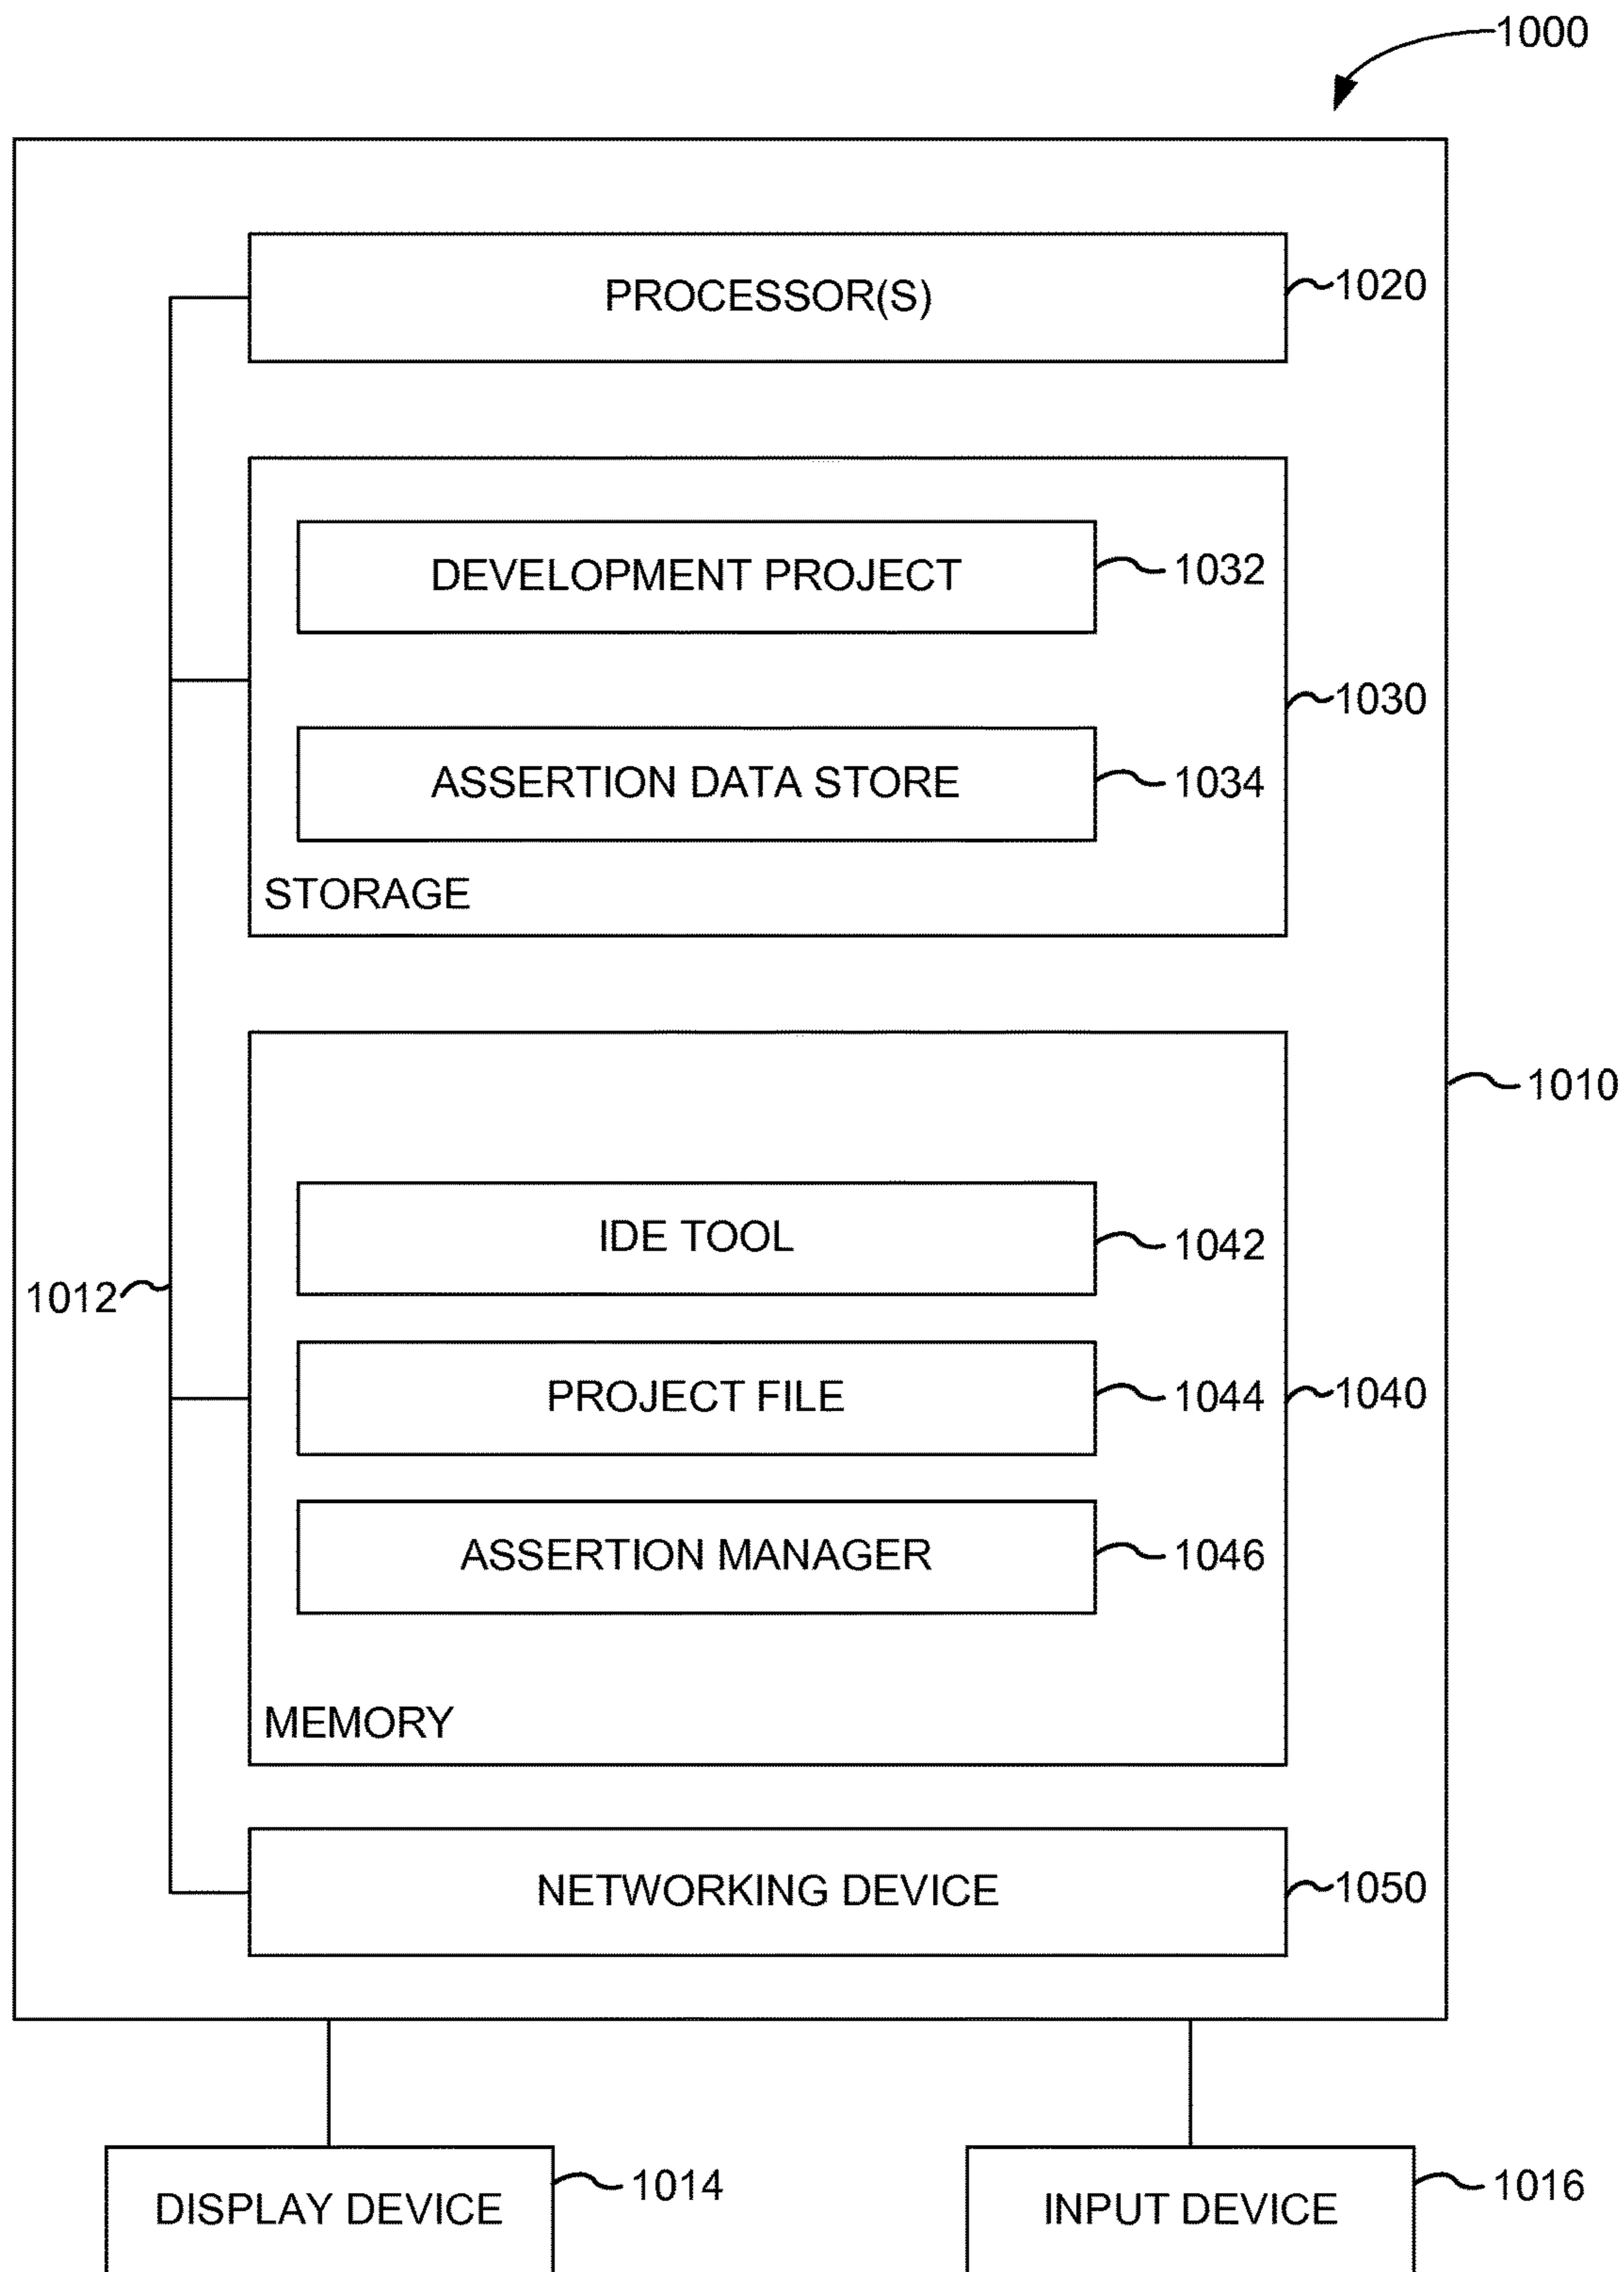 1000
PROCESSOR(S)
1020
DEVELOPMENT PROJECT
1032
1030
ASSERTION DATA STORE
1034
STORAGE
1010
IDE TOOL
1042
1012
PROJECT FILE
1044
1040
ASSERTION MANAGER
1046
MEMORY
NETWORKING DEVICE
1050
DISPLAY DEVICE
1014
INPUT DEVICE
1016